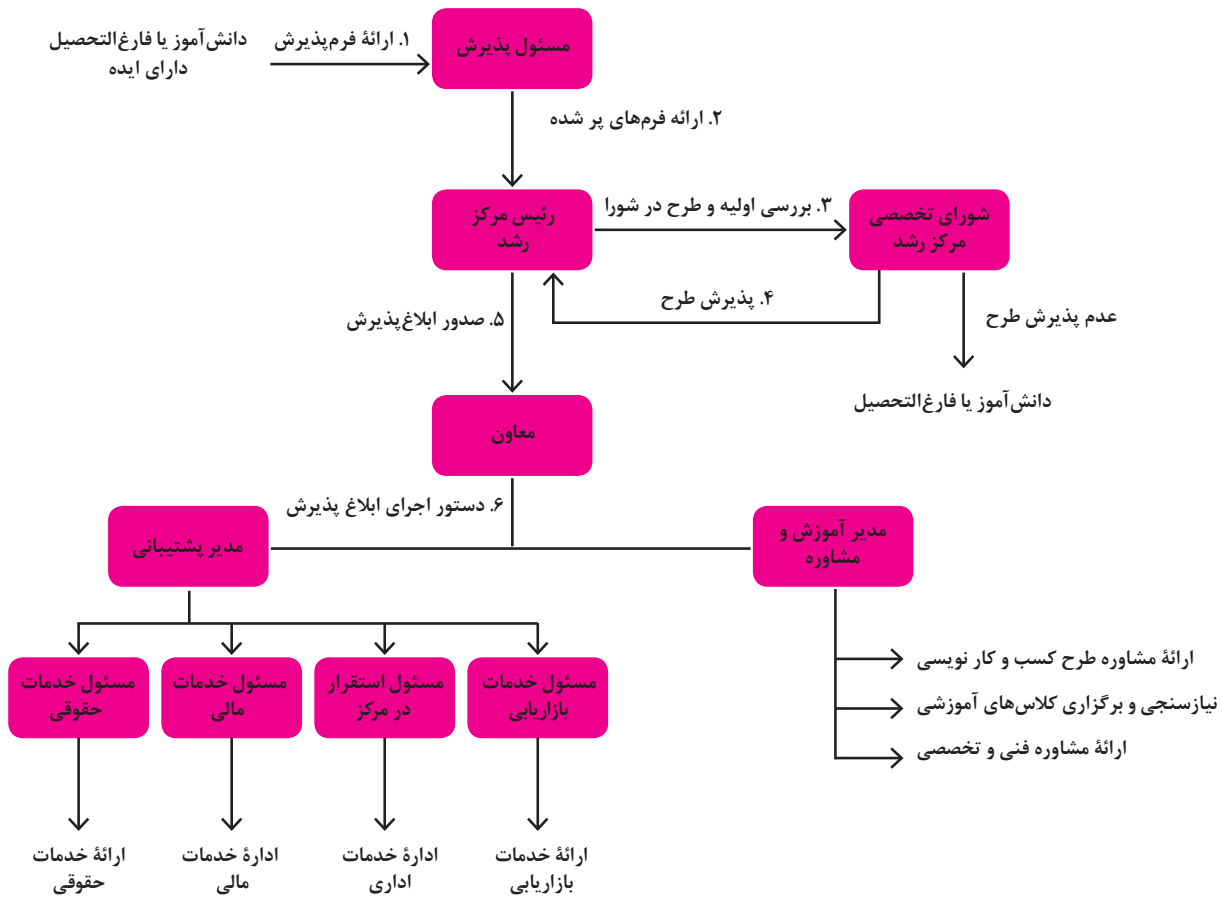 دانش‌آموز یا فارغ‌التحصیل
دارای ایده
۱. ارائهٔ فرم‌پذیرش
مسئول پذیرش
۲. ارائه فرم‌های پر شده
رئیس مرکز
رشد
۳. بررسی اولیه و طرح در شورا
شورای تخصصی
مرکز رشد
۴. پذیرش طرح
عدم پذیرش طرح
دانش‌آموز یا فارغ‌التحصیل
۵. صدور ابلاغ‌پذیرش
معاون
۶. دستور اجرای ابلاغ پذیرش
مدیر آموزش و
مشاوره
مدیر پشتیبانی
ارائهٔ مشاوره طرح کسب و کار نویسی
نیازسنجی و برگزاری کلاس‌های آموزشی
ارائهٔ مشاوره فنی و تخصصی
مسئول خدمات
بازاریابی
مسئول استقرار
در مرکز
مسئول خدمات
مالی
مسئول خدمات
حقوقی
ارائهٔ خدمات
بازاریابی
ادارهٔ خدمات
اداری
ادارهٔ خدمات
مالی
ارائهٔ خدمات
حقوقی